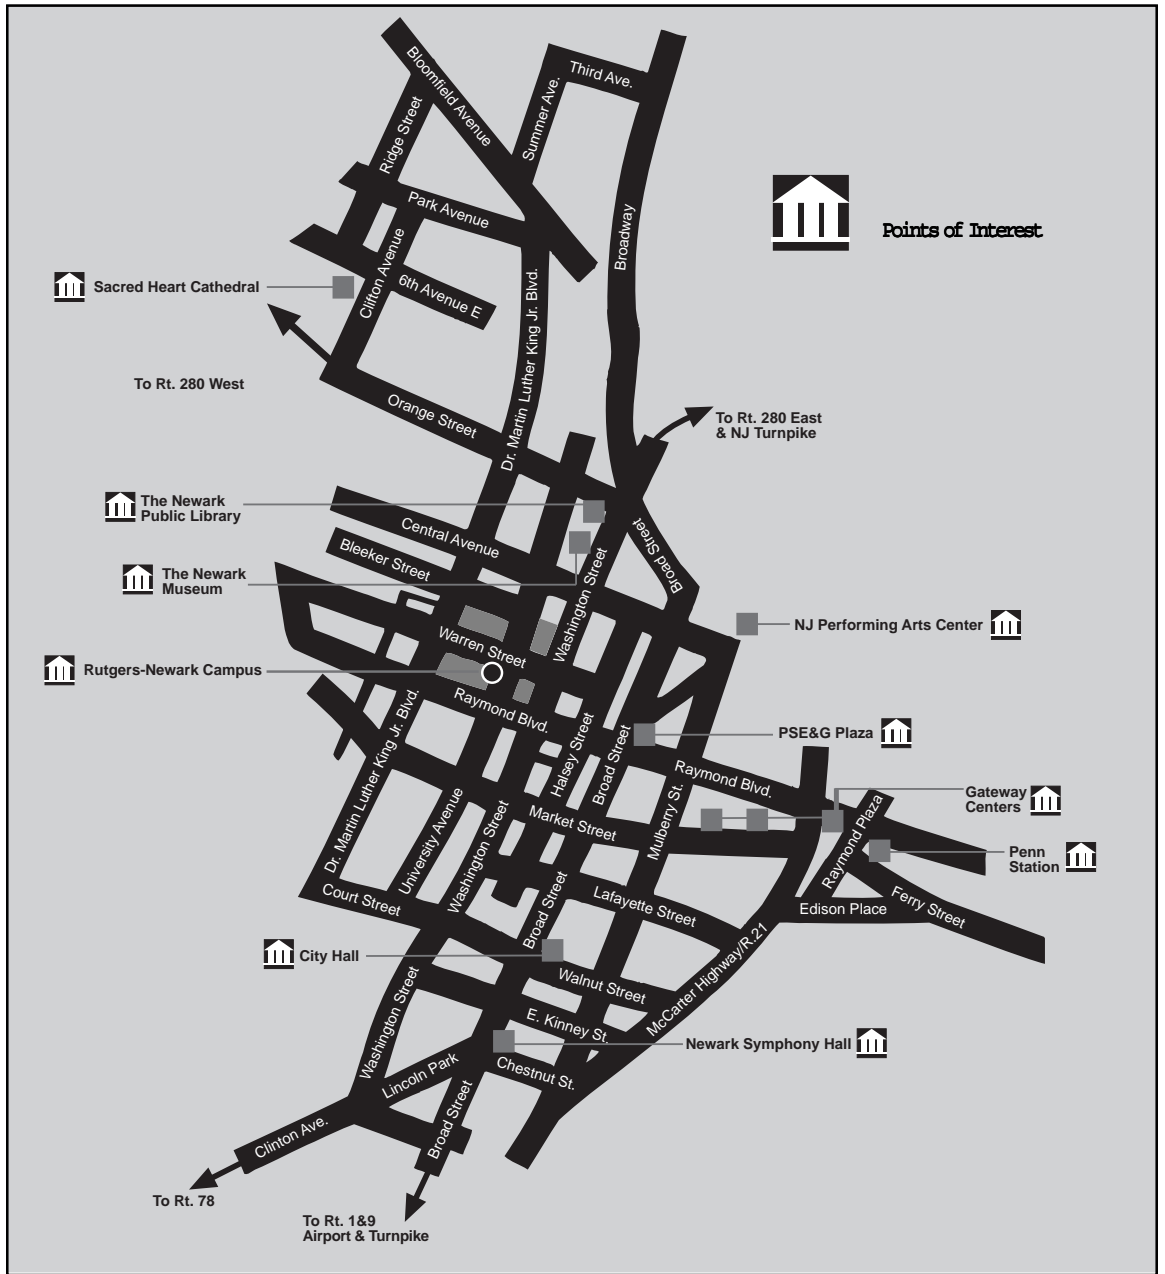 Bloomfield Avenue
Third Ave.
Summer Ave.
Ridge Street
Park Avenue
Broadway
Points of Interest
Clifton Avenue
6th Avenue E
Sacred Heart Cathedral
Dr. Martin Luther King Jr. Blvd.
To Rt. 280 West
Orange Street
To Rt. 280 East
& NJ Turnpike
The Newark
Public Library
Central Avenue
Broad Street
Bleeker Street
The Newark
Museum
Washington Street
NJ Performing Arts Center
Warren Street
Rutgers-Newark Campus
Raymond Blvd.
Dr. Martin Luther King Jr. Blvd.
Halsey Street
Broad Street
PSE&G Plaza
Raymond Blvd.
Gateway
Centers
University Avenue
Washington Street
Market Street
Mulberry St.
Raymond Plaza
Penn
Station
Court Street
Broad Street
Lafayette Street
Edison Place
Ferry Street
City Hall
Walnut Street
McCarter Highway/R.21
Washington Street
E. Kinney St.
Newark Symphony Hall
Lincoln Park
Chestnut St.
Broad Street
Clinton Ave.
To Rt. 78
To Rt. 1&9
Airport & Turnpike